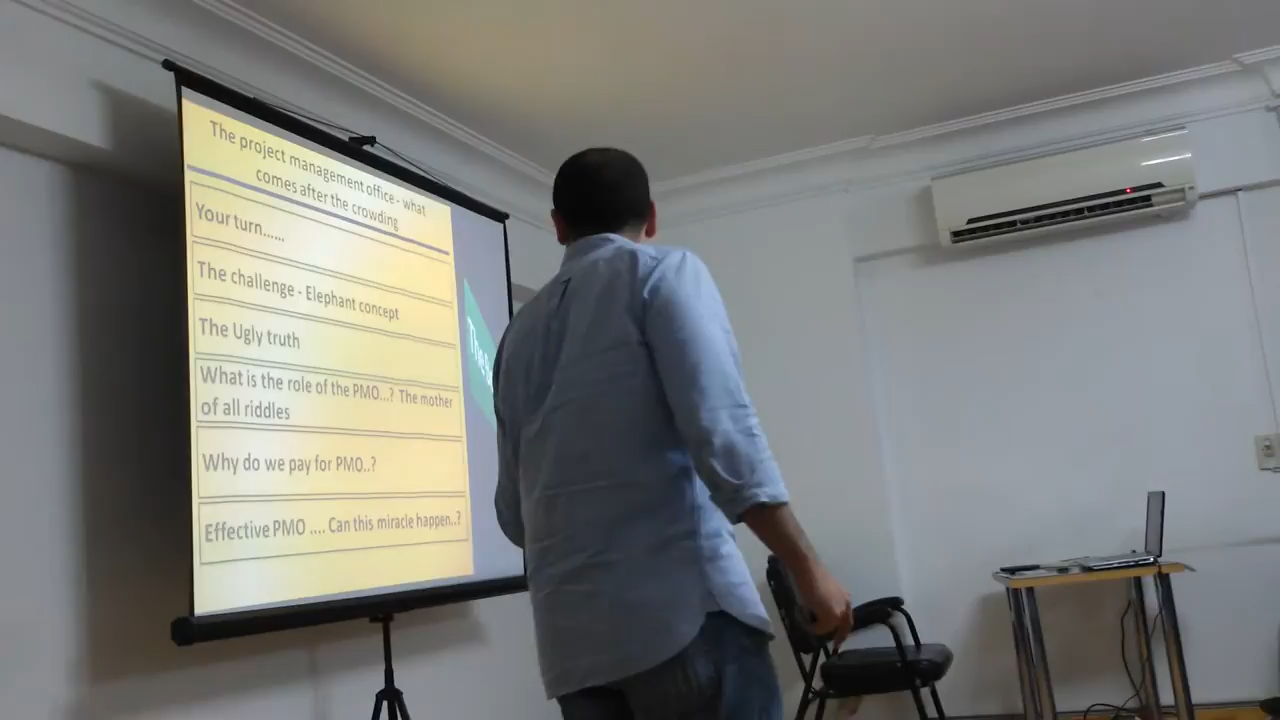 The project management office - what
comes after the crowding
Your turn......
The challenge - Elephant concept
The Ugly truth
What is the role of the PMO...? The mother
of all riddles
Why do we pay for PMO..?
Effective PMO .... Can this miracle happen..?
The